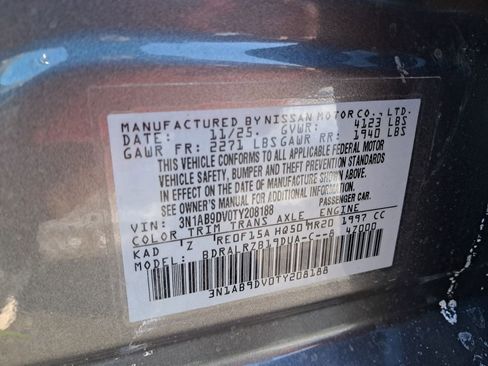 MANUFACTURED BY NISSAN MOTOR CO., LTD.
DATE: 11/25. GVWR: 4123 LBS
GAWR FR: 2271 LBS GAWR RR: 1940 LBS
THIS VEHICLE CONFORMS TO ALL APPLICABLE FEDERAL MOTOR
VEHICLE SAFETY, BUMPER AND THEFT PREVENTION STANDARDS
IN EFFECT ON THE DATE OF MANUFACTURE SHOWN ABOVE.
SEE OWNER'S MANUAL FOR ADDITIONAL INFORMATION
VIN: 3N1AB9DV0TY208188 PASSENGER CAR.
COLOR TRIM TRANS AXLE ENGINE
KAD Z RE0F15A HQ50 MR20 1997 CC
MODEL: BDRALRZB19DUA-C--B 47000
3N1AB9DV0TY208188